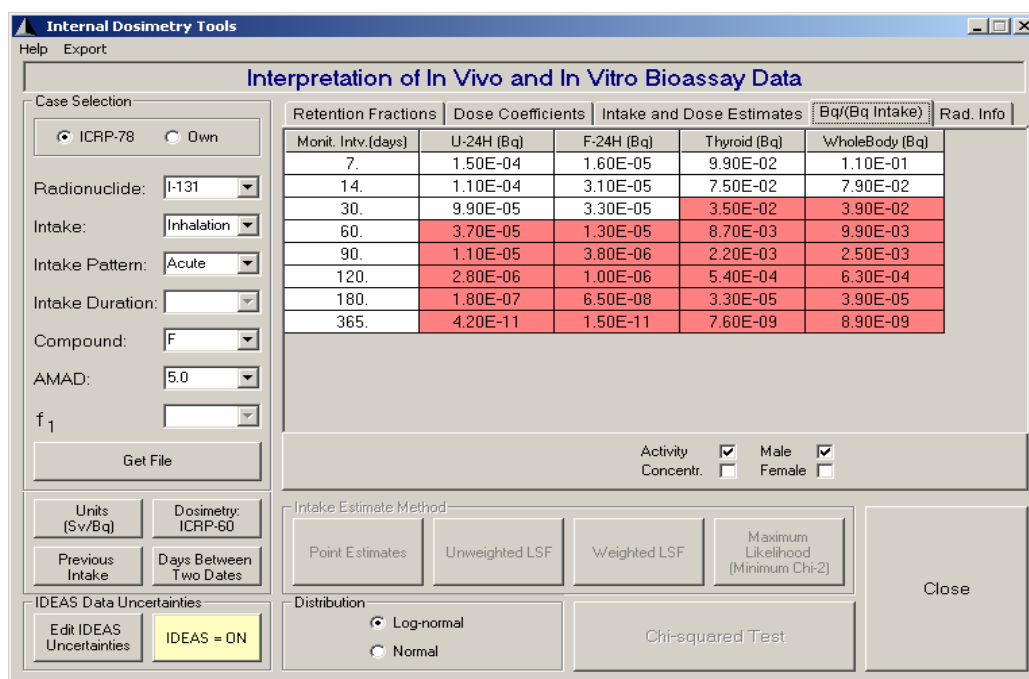 Internal Dosimetry Tools
Help Export
Interpretation of In Vivo and In Vitro Bioassay Data
Case Selection
ICRP-78 Own
Radionuclide: I-131
Intake: Inhalation
Intake Pattern: Acute
Intake Duration:
Compound: F
AMAD: 5.0
f1
Get File
Units (Sv/Bq)
Dosimetry: ICRP-60
Previous Intake
Days Between Two Dates
IDEAS Data Uncertainties
Edit IDEAS Uncertainties
IDEAS = ON
Retention Fractions Dose Coefficients Intake and Dose Estimates Bq/(Bq Intake) Rad. Info
Monit. Intv.(days) U-24H (Bq) F-24H (Bq) Thyroid (Bq) WholeBody (Bq)
7. 1.50E-04 1.60E-05 9.90E-02 1.10E-01
14. 1.10E-04 3.10E-05 7.50E-02 7.90E-02
30. 9.90E-05 3.30E-05 3.50E-02 3.90E-02
60. 3.70E-05 1.30E-05 8.70E-03 9.90E-03
90. 1.10E-05 3.80E-06 2.20E-03 2.50E-03
120. 2.80E-06 1.00E-06 5.40E-04 6.30E-04
180. 1.80E-07 6.50E-08 3.30E-05 3.90E-05
365. 4.20E-11 1.50E-11 7.60E-09 8.90E-09
Activity Male
Concentr. Female
Intake Estimate Method
Point Estimates
Unweighted LSF
Weighted LSF
Maximum
Likelihood
(Minimum Chi-2)
Distribution
Log-normal
Normal
Chi-squared Test
Close